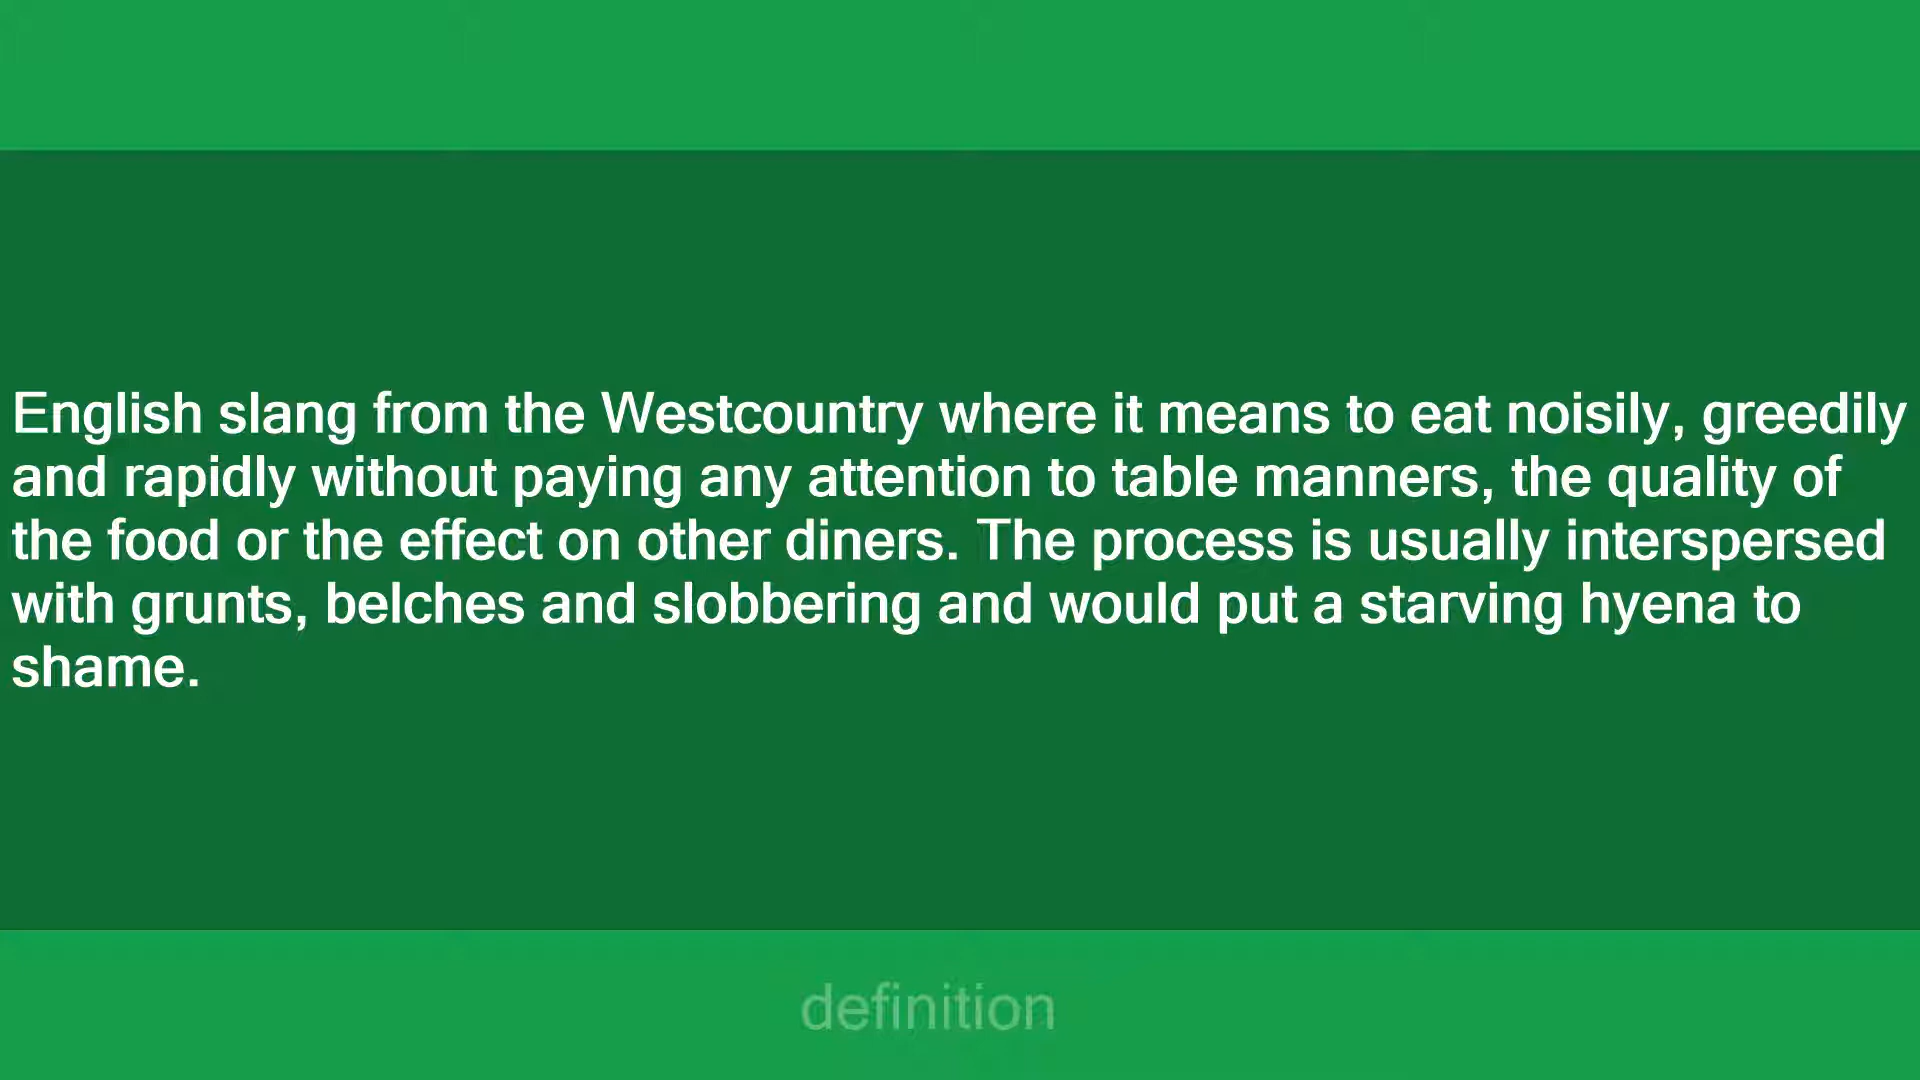 English slang from the Westcountry where it means to eat noisily, greedily
and rapidly without paying any attention to table manners, the quality of
the food or the effect on other diners. The process is usually interspersed
with grunts, belches and slobbering and would put a starving hyena to
shame.
definition